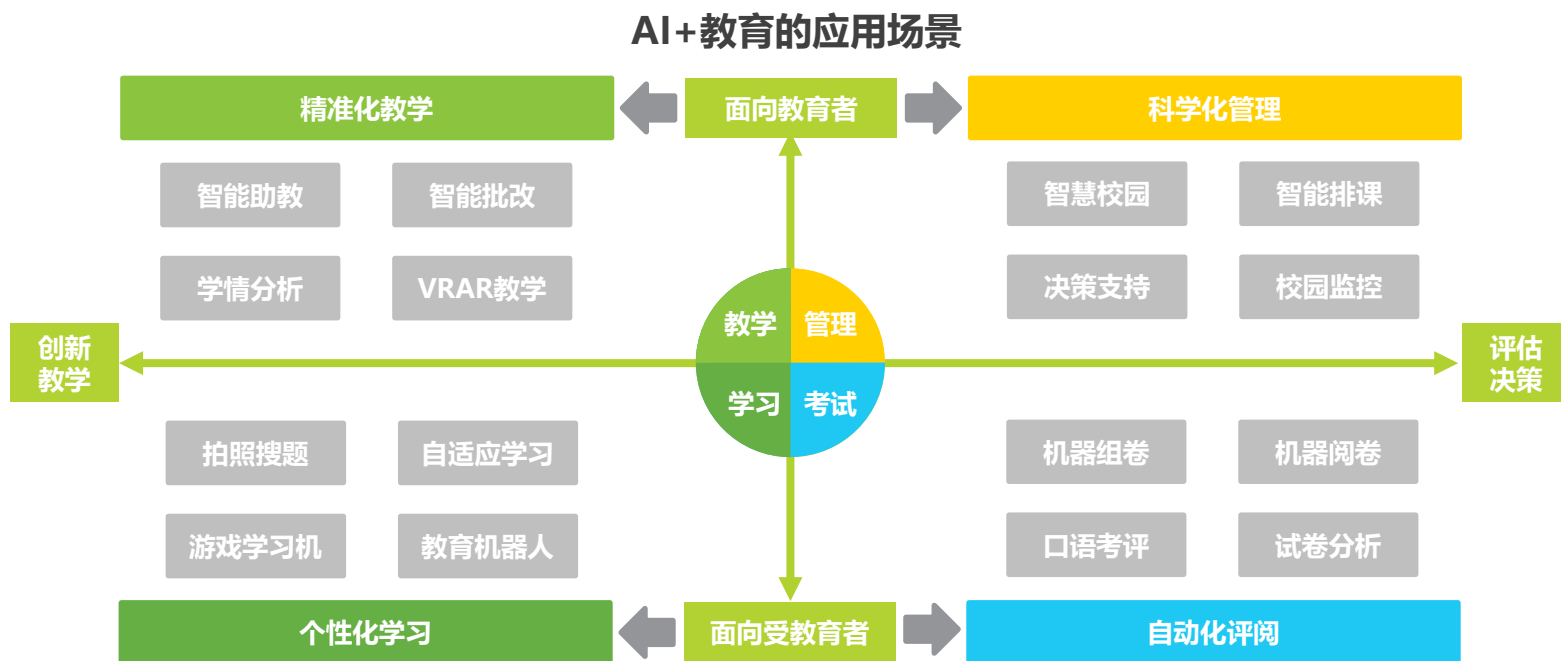 AI+教育的应用场景
精准化教学
面向教育者
科学化管理
智能助教
智能批改
智慧校园
智能排课
学情分析
VRAR教学
决策支持
校园监控
教学
管理
创新
教学
评估
决策
学习
考试
拍照搜题
自适应学习
机器组卷
机器阅卷
游戏学习机
教育机器人
口语考评
试卷分析
个性化学习
面向受教育者
自动化评阅